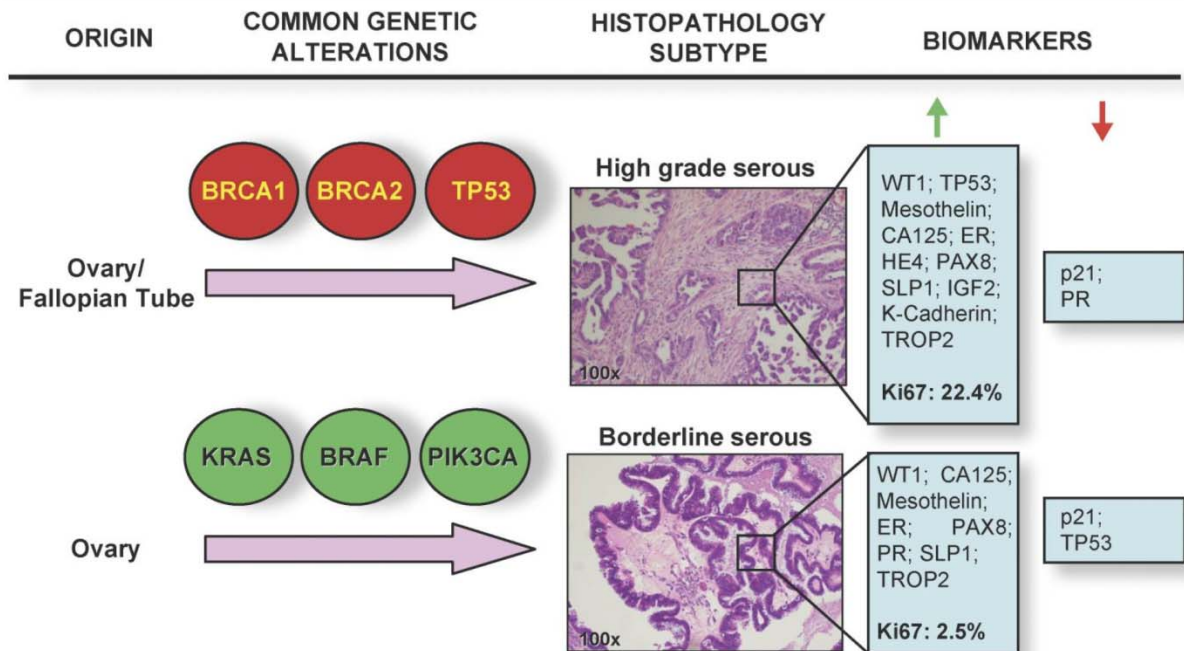 ORIGIN
COMMON GENETIC
ALTERATIONS
HISTOPATHOLOGY
SUBTYPE
BIOMARKERS
BRCA1
BRCA2
TP53
Ovary/
Fallopian Tube
High grade serous
100x
WT1; TP53;
Mesothelin;
CA125; ER;
HE4; PAX8;
SLP1; IGF2;
K-Cadherin;
TROP2
Ki67: 22.4%
p21;
PR
KRAS
BRAF
PIK3CA
Ovary
Borderline serous
100x
WT1; CA125;
Mesothelin;
ER; PAX8;
PR; SLP1;
TROP2
Ki67: 2.5%
p21;
TP53